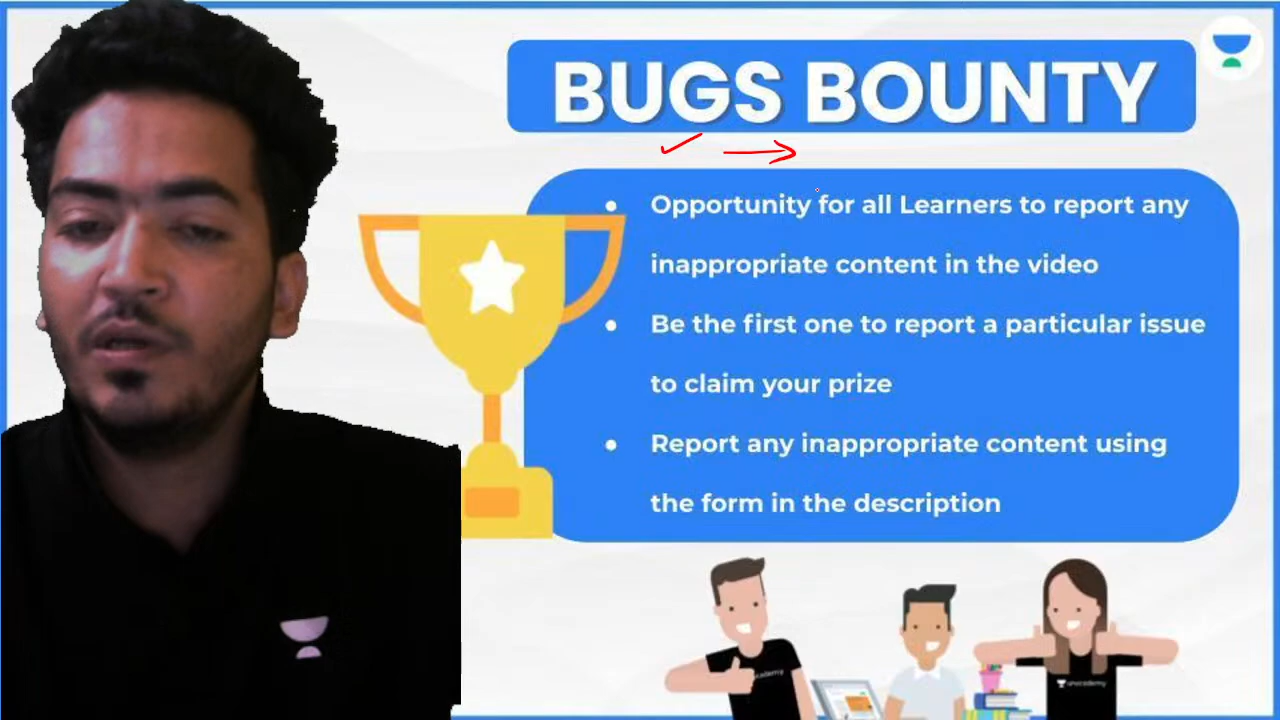 BUGS BOUNTY
• Opportunity for all Learners to report any
inappropriate content in the video
• Be the first one to report a particular issue
to claim your prize
• Report any inappropriate content using
the form in the description